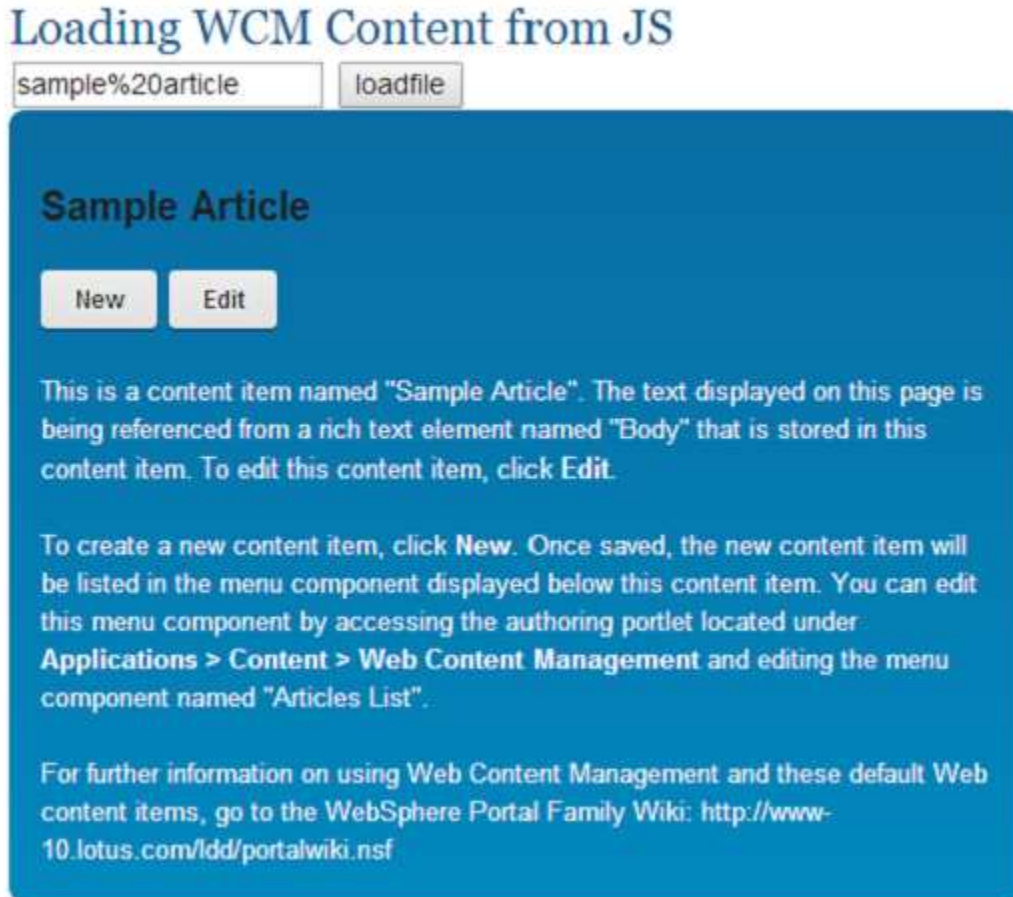 Loading WCM Content from JS
sample%20article loadfile
Sample Article
New Edit
This is a content item named "Sample Article". The text displayed on this page is
being referenced from a rich text element named "Body" that is stored in this
content item. To edit this content item, click Edit.
To create a new content item, click New. Once saved, the new content item will
be listed in the menu component displayed below this content item. You can edit
this menu component by accessing the authoring portlet located under
Applications > Content > Web Content Management and editing the menu
component named "Articles List".
For further information on using Web Content Management and these default Web
content items, go to the WebSphere Portal Family Wiki: http://www-
10.lotus.com/ldd/portalwiki.nsf